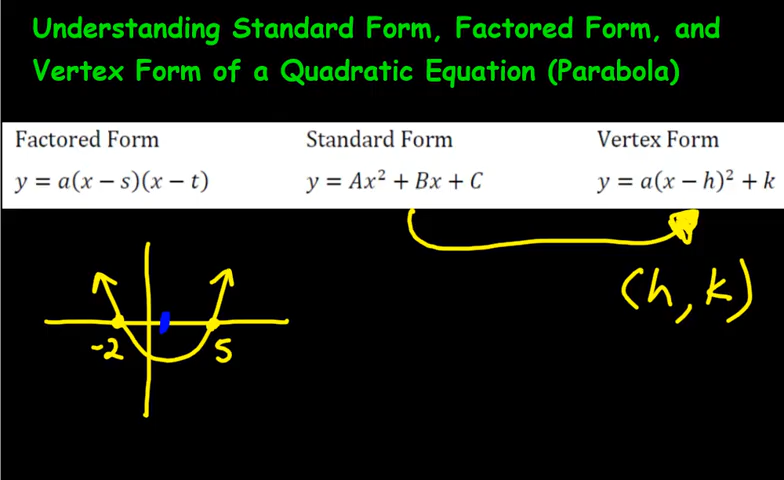 Understanding Standard Form, Factored Form, and
Vertex Form of a Quadratic Equation (Parabola)
Factored Form Standard Form Vertex Form
y = a(x − s)(x − t) y = Ax² + Bx + C y = a(x − h)² + k
(h, k)
-2 5